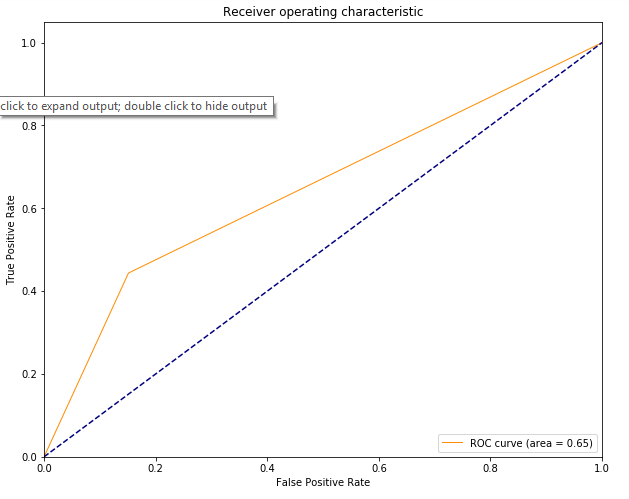 Receiver operating characteristic
1.0
click to expand output; double click to hide output
0.8
0.6
True Positive Rate
0.4
0.2
0.0
ROC curve (area = 0.65)
0.0 0.2 0.4 0.6 0.8 1.0
False Positive Rate